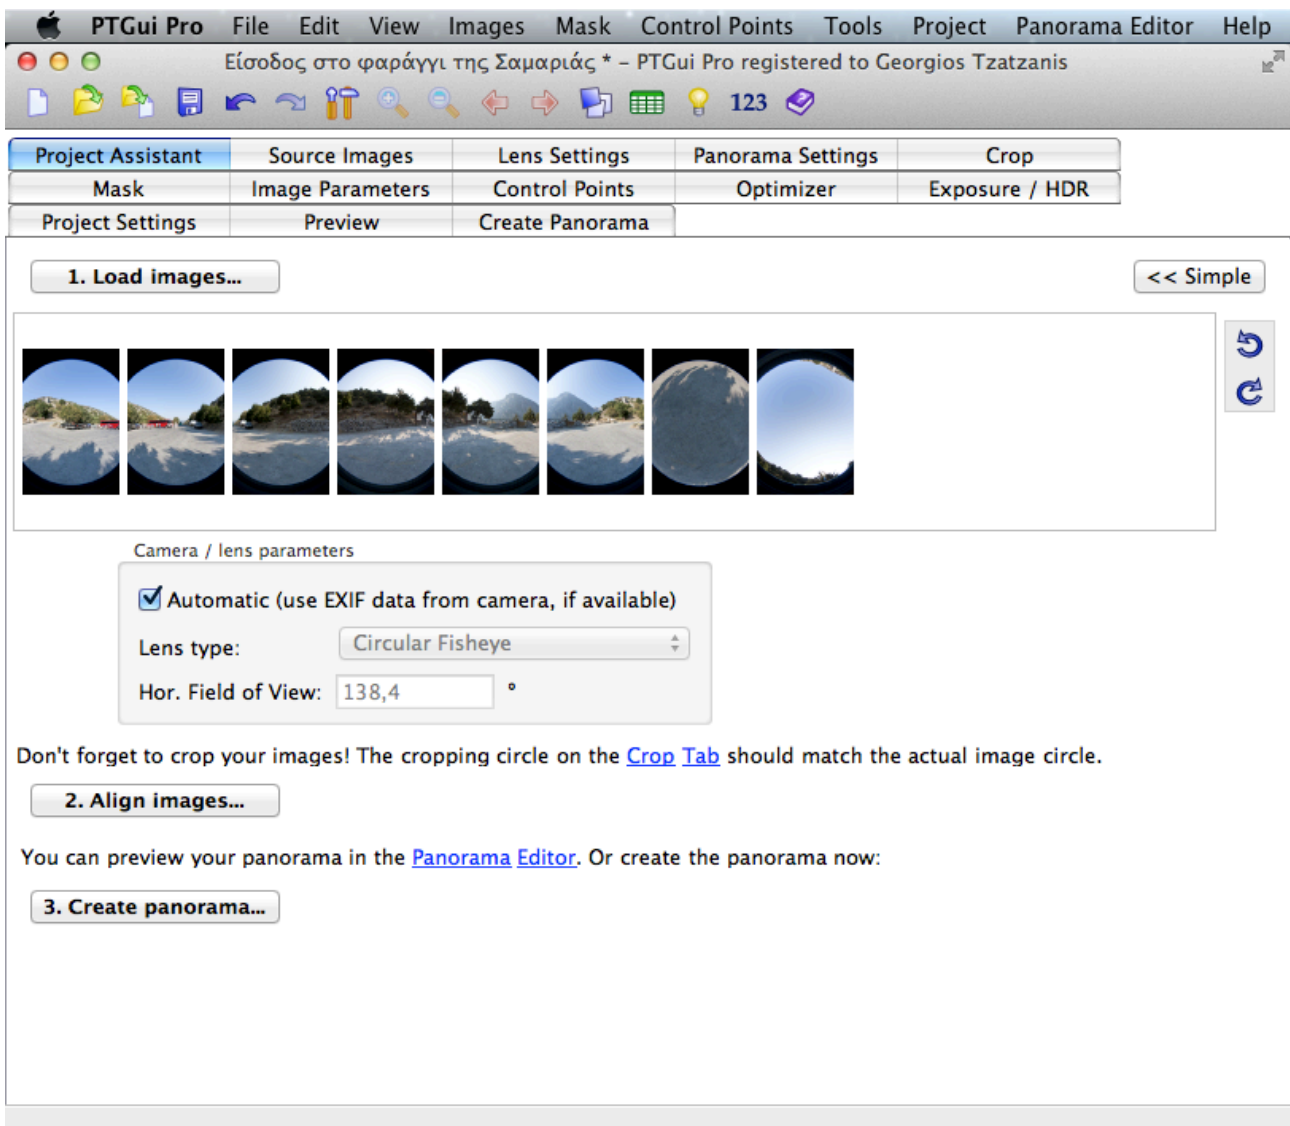 PTGui Pro File Edit View Images Mask Control Points Tools Project Panorama Editor Help
Είσοδος στο φαράγγι της Σαμαριάς * – PTGui Pro registered to Georgios Tzatzanis
123
Project Assistant Source Images Lens Settings Panorama Settings Crop
Mask Image Parameters Control Points Optimizer Exposure / HDR
Project Settings Preview Create Panorama
1. Load images... << Simple
Camera / lens parameters
Automatic (use EXIF data from camera, if available)
Lens type: Circular Fisheye
Hor. Field of View: 138,4 °
Don't forget to crop your images! The cropping circle on the Crop Tab should match the actual image circle.
2. Align images...
You can preview your panorama in the Panorama Editor. Or create the panorama now:
3. Create panorama...